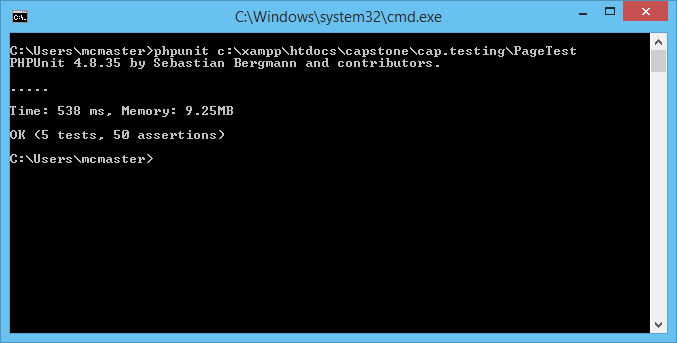 C:\Windows\system32\cmd.exe
C:\Users\mcmaster>phpunit c:\xampp\htdocs\capstone\cap.testing\PageTest
PHPUnit 4.8.35 by Sebastian Bergmann and contributors.
.....
Time: 538 ms, Memory: 9.25MB
OK (5 tests, 50 assertions)
C:\Users\mcmaster>